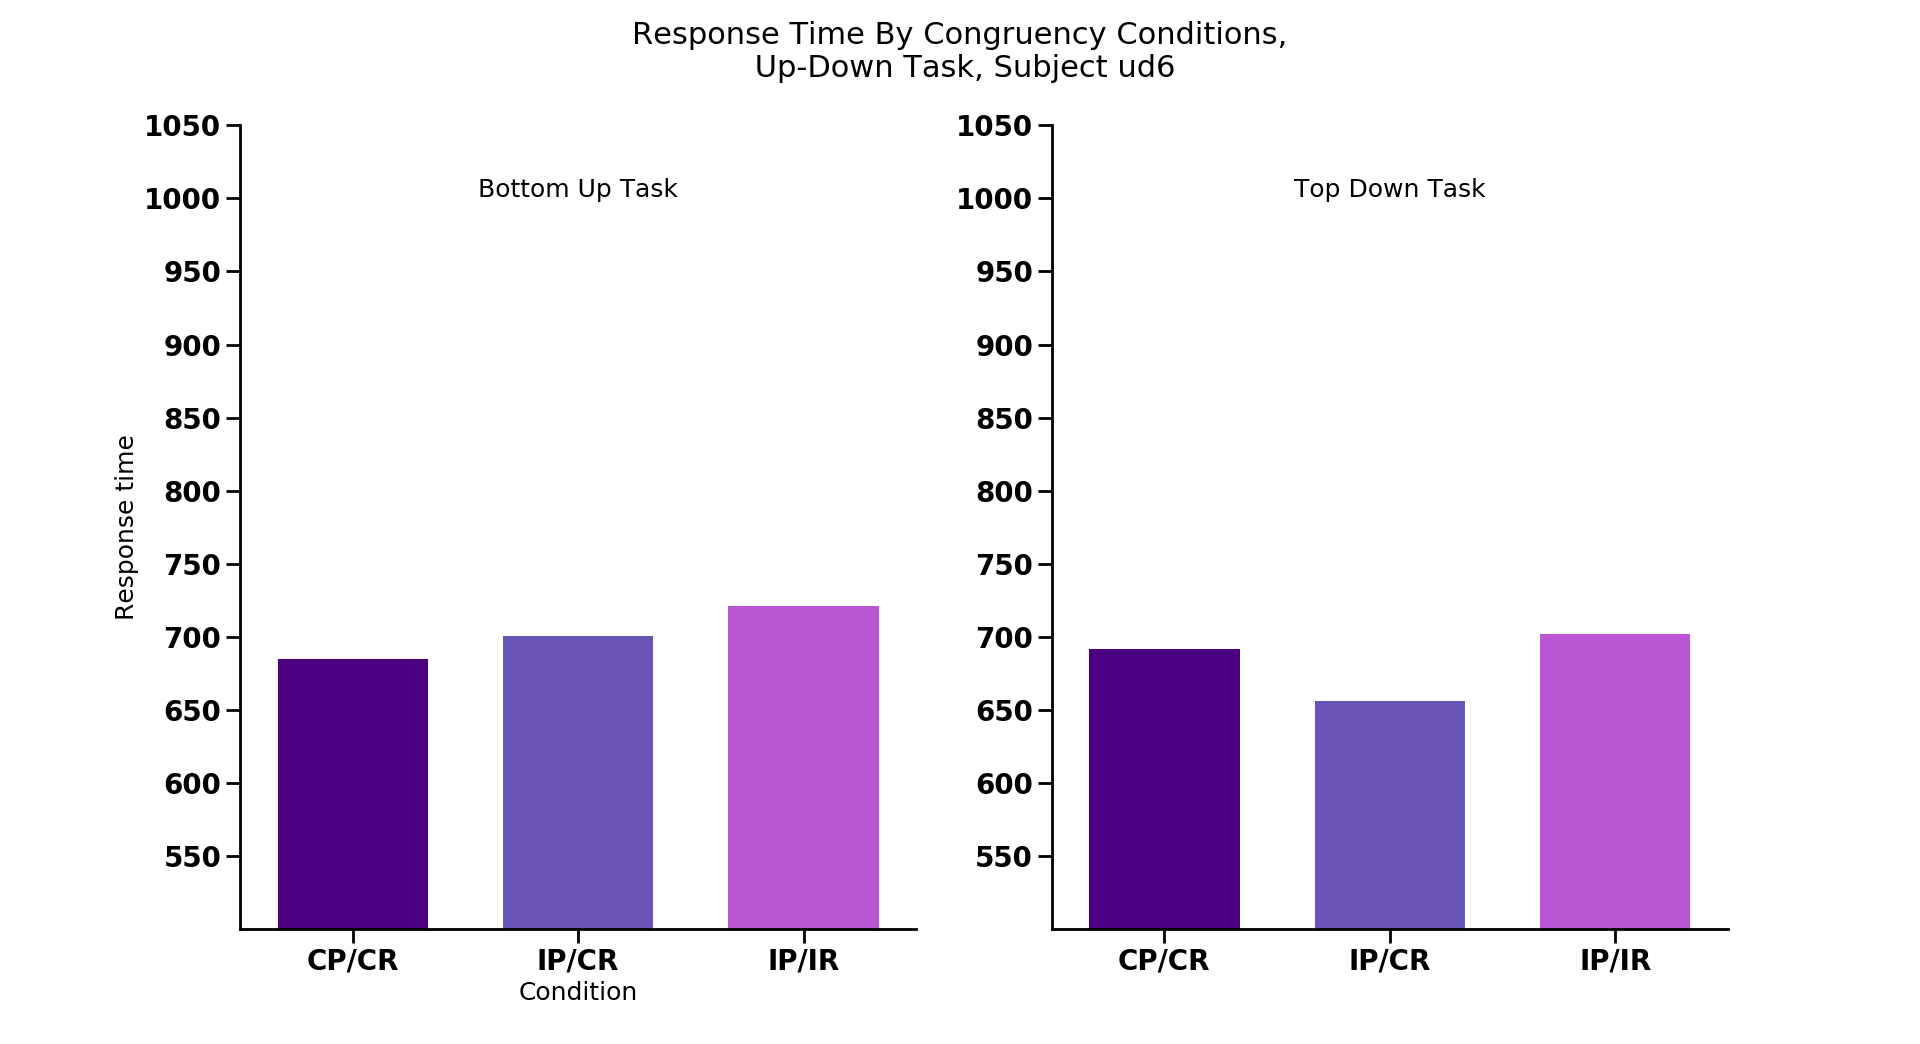 Response Time By Congruency Conditions,
Up-Down Task, Subject ud6
Bottom Up Task
1050
1000
950
900
850
800
750
700
650
600
550
Response time
CP/CR IP/CR IP/IR
Condition
Top Down Task
1050
1000
950
900
850
800
750
700
650
600
550
CP/CR IP/CR IP/IR